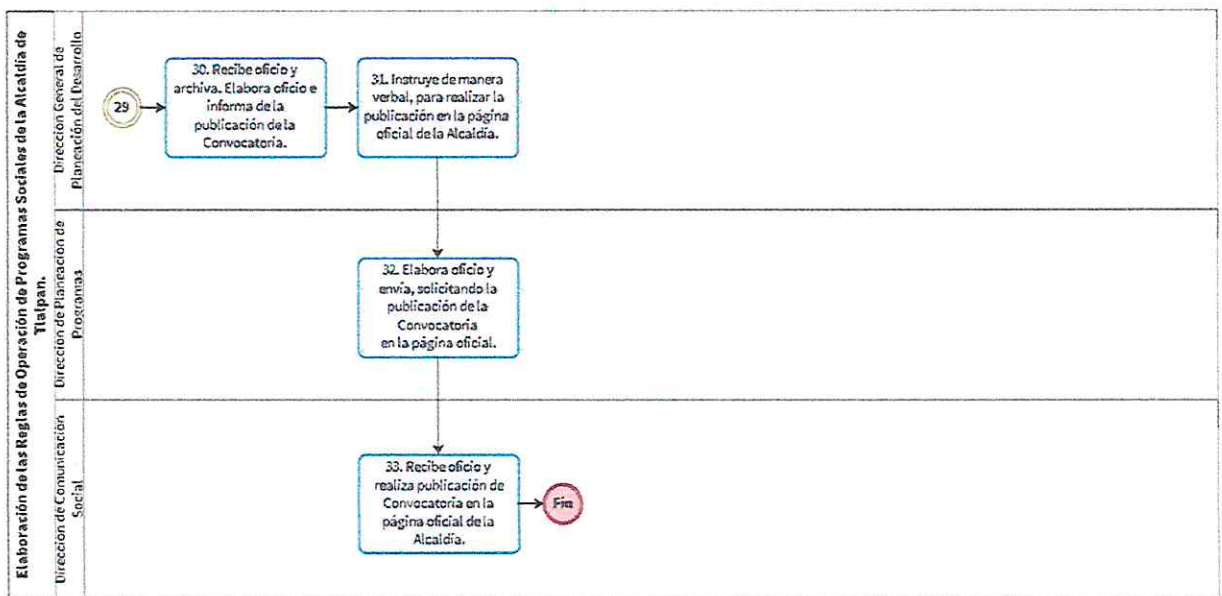 Elaboración de las Reglas de Operación de Programas Sociales de la Alcaldía de
Tlalpan.
Dirección General de
Planeación del Desarrollo
29
30. Recibe oficio y
archiva. Elabora oficio e
informa de la
publicación de la
Convocatoria.
31. Instruye de manera
verbal, para realizar la
publicación en la página
oficial de la Alcaldía.
Dirección de Planeación de
Programas
32. Elabora oficio y
envía, solicitando la
publicación de la
Convocatoria
en la página oficial.
Dirección de Comunicación
Social
33. Recibe oficio y
realiza publicación de
Convocatoria en la
página oficial de la
Alcaldía.
Fin